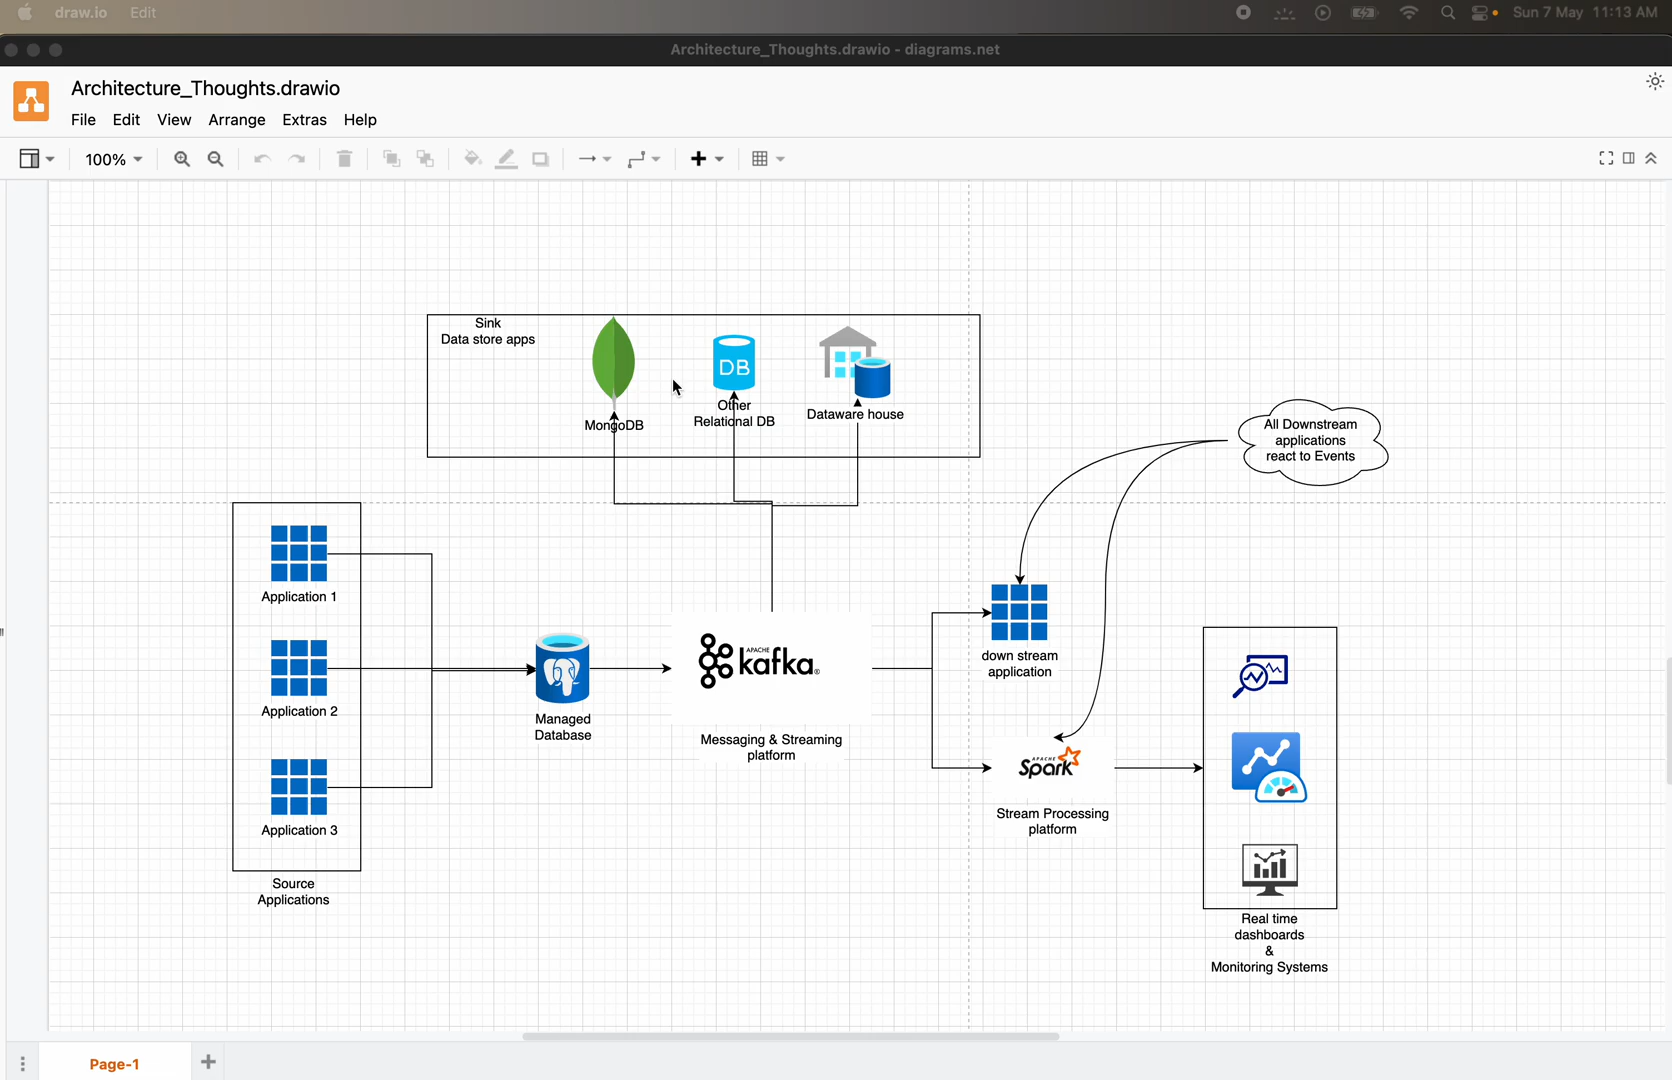 draw.io Edit
Sun 7 May 11:13 AM
Architecture_Thoughts.drawio - diagrams.net
Architecture_Thoughts.drawio
File Edit View Arrange Extras Help
100%
Sink
Data store apps
DB
MongoDB
Other
Relational DB
Dataware house
All Downstream
applications
react to Events
Application 1
Application 2
Application 3
Source
Applications
Managed
Database
APACHE
kafka®
Messaging & Streaming
platform
down stream
application
APACHE
Spark
Stream Processing
platform
Real time
dashboards
&
Monitoring Systems
Page-1